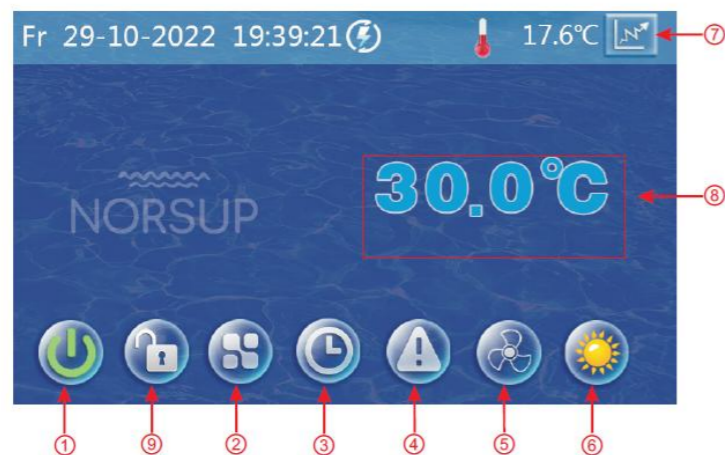 Fr 29-10-2022 19:39:21 17.6℃ ⑦
30.0℃ ⑧
NORSUP
① ⑨ ② ③ ④ ⑤ ⑥